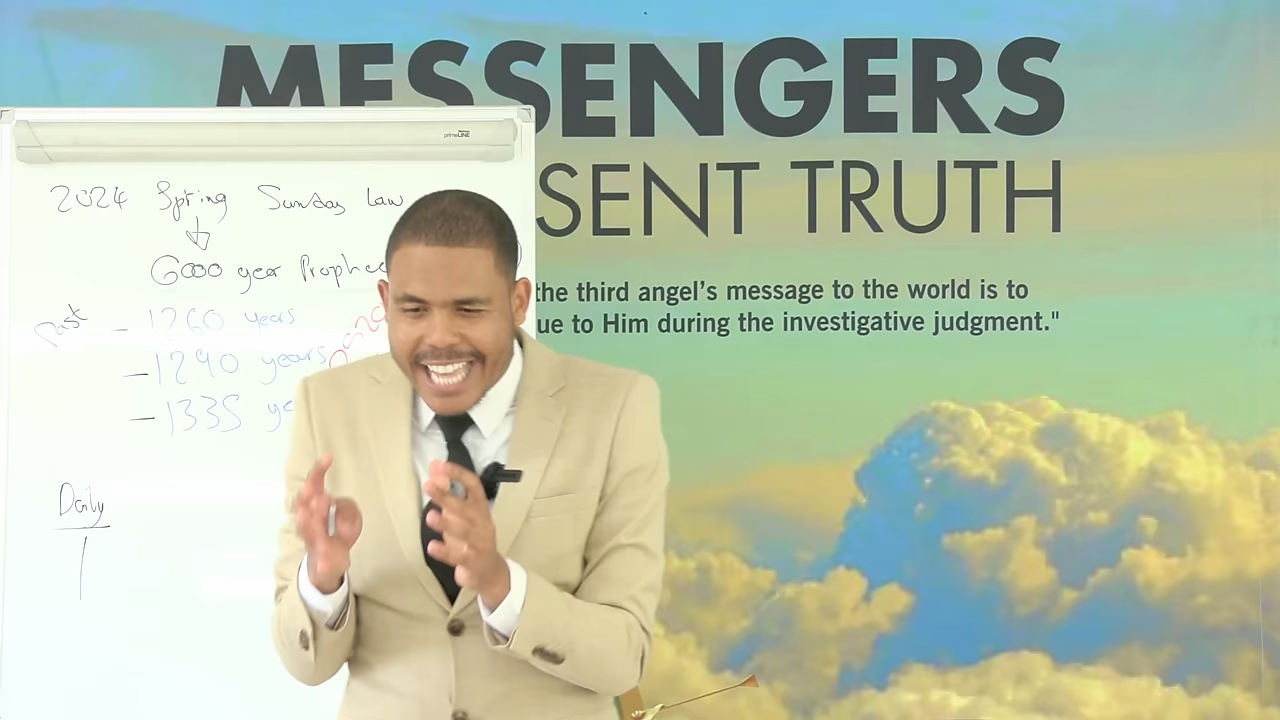 MESSENGERS
SENT TRUTH
the third angel's message to the world is to
ue to Him during the investigative judgment."
primeLINE
2024 Spring Sunday Law
6000 year Prophec
Past
- 1260 years
- 1290 years
- 1335 ye
Daily